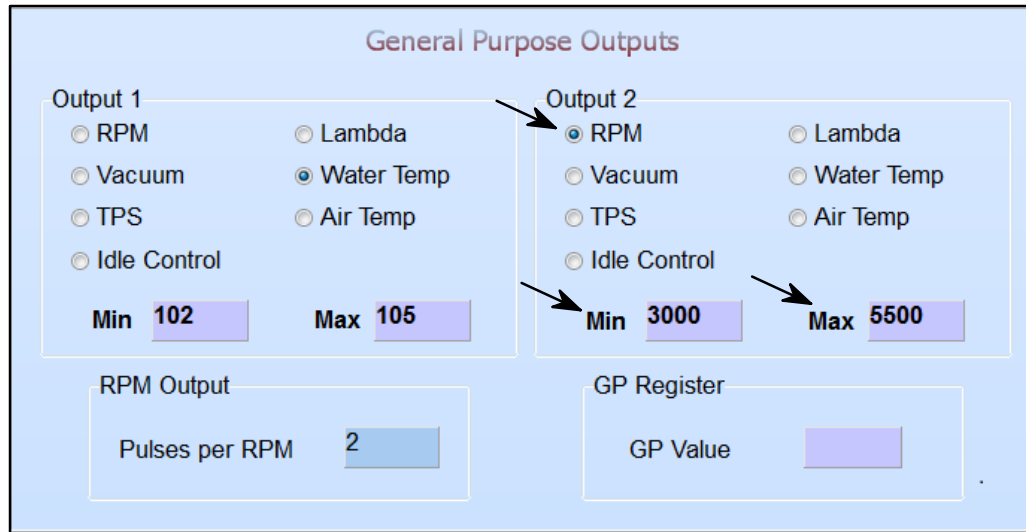 General Purpose Outputs
Output 1
RPM
Lambda
Vacuum
Water Temp
TPS
Air Temp
Idle Control
Min 102
Max 105
Output 2
RPM
Lambda
Vacuum
Water Temp
TPS
Air Temp
Idle Control
Min 3000
Max 5500
RPM Output
Pulses per RPM 2
GP Register
GP Value
.